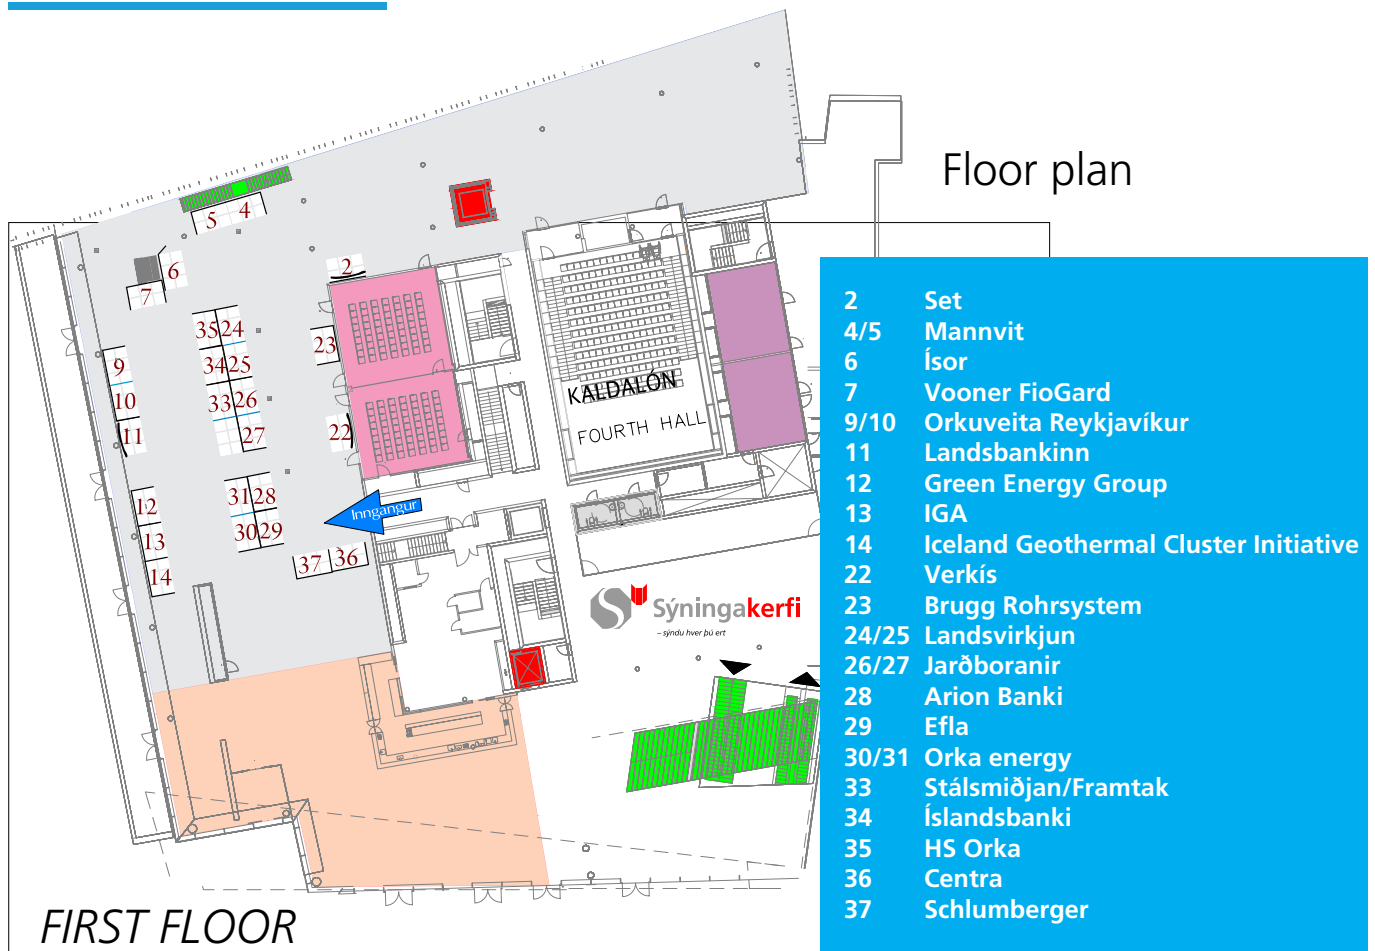 Floor plan
5 4
6
7
2
35 24
34 25
33 26
27
23
22
9
10
11
12
13
14
31 28
30 29
37 36
Inngangur
KALDALÓN
FOURTH HALL
Sýningakerfi
– sýndu hver þú ert
2 Set
4/5 Mannvit
6 Ísor
7 Vooner FioGard
9/10 Orkuveita Reykjavíkur
11 Landsbankinn
12 Green Energy Group
13 IGA
14 Iceland Geothermal Cluster Initiative
22 Verkís
23 Brugg Rohrsystem
24/25 Landsvirkjun
26/27 Jarðboranir
28 Arion Banki
29 Efla
30/31 Orka energy
33 Stálsmiðjan/Framtak
34 Íslandsbanki
35 HS Orka
36 Centra
37 Schlumberger
FIRST FLOOR